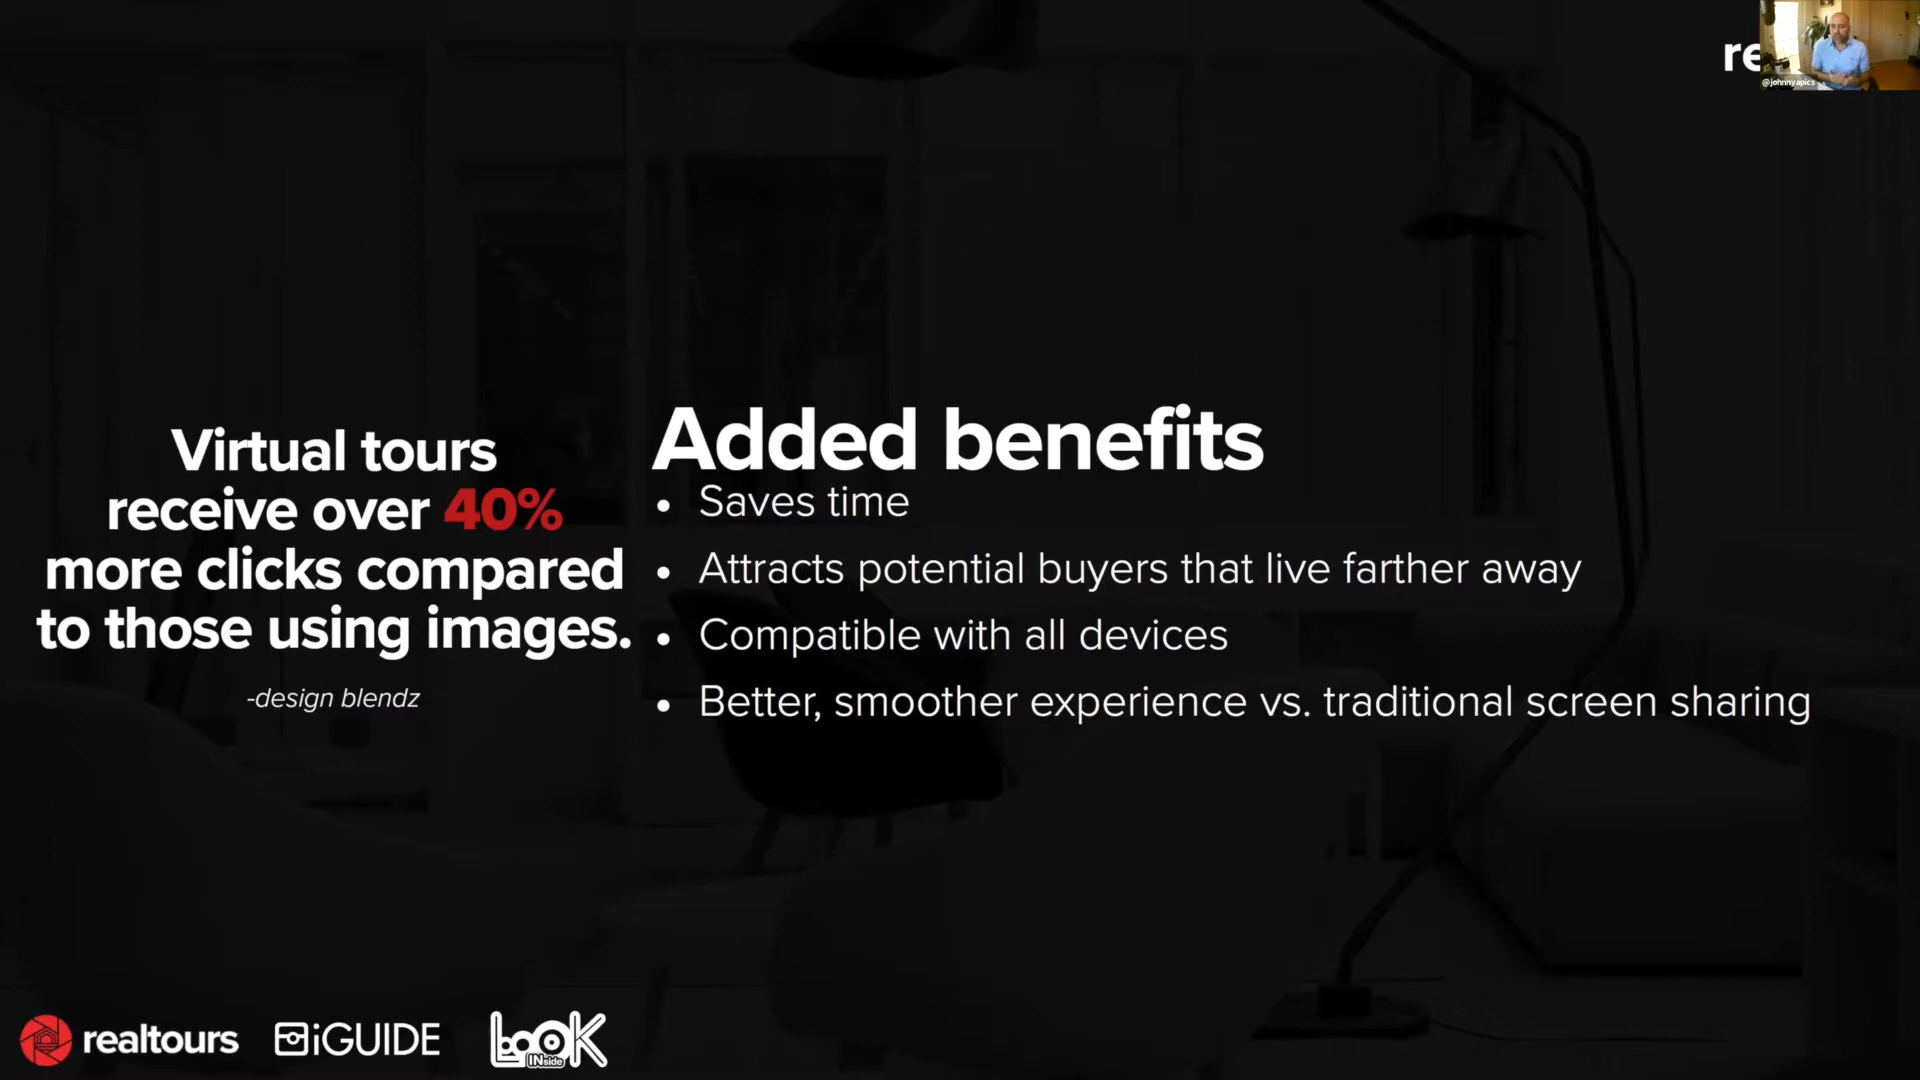 re
@johnnyapics
Virtual tours
receive over 40%
more clicks compared
to those using images.
-design blendz
Added benefits
• Saves time
• Attracts potential buyers that live farther away
• Compatible with all devices
• Better, smoother experience vs. traditional screen sharing
realtours
iGUIDE
LooK
INside